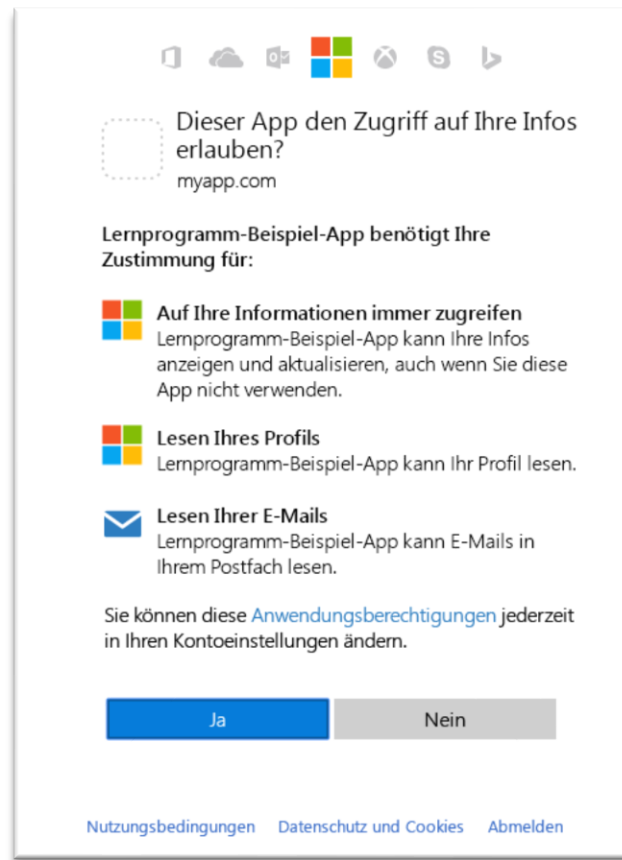 Dieser App den Zugriff auf Ihre Infos
erlauben?
myapp.com
Lernprogramm-Beispiel-App benötigt Ihre
Zustimmung für:
Auf Ihre Informationen immer zugreifen
Lernprogramm-Beispiel-App kann Ihre Infos
anzeigen und aktualisieren, auch wenn Sie diese
App nicht verwenden.
Lesen Ihres Profils
Lernprogramm-Beispiel-App kann Ihr Profil lesen.
Lesen Ihrer E-Mails
Lernprogramm-Beispiel-App kann E-Mails in
Ihrem Postfach lesen.
Sie können diese Anwendungsberechtigungen jederzeit
in Ihren Kontoeinstellungen ändern.
Ja Nein
Nutzungsbedingungen Datenschutz und Cookies Abmelden